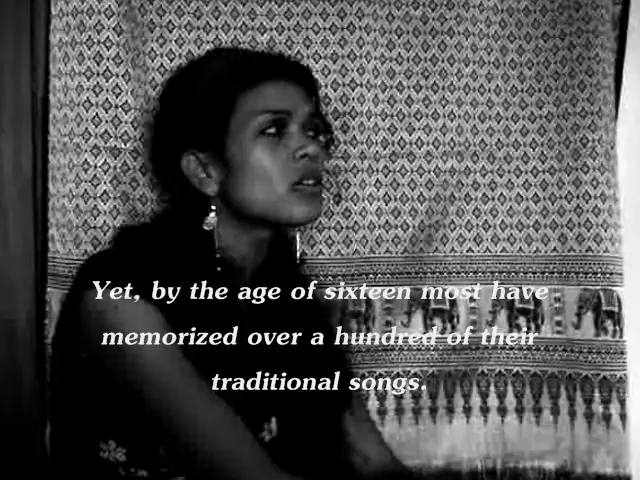 Yet, by the age of sixteen most have
memorized over a hundred of their
traditional songs.